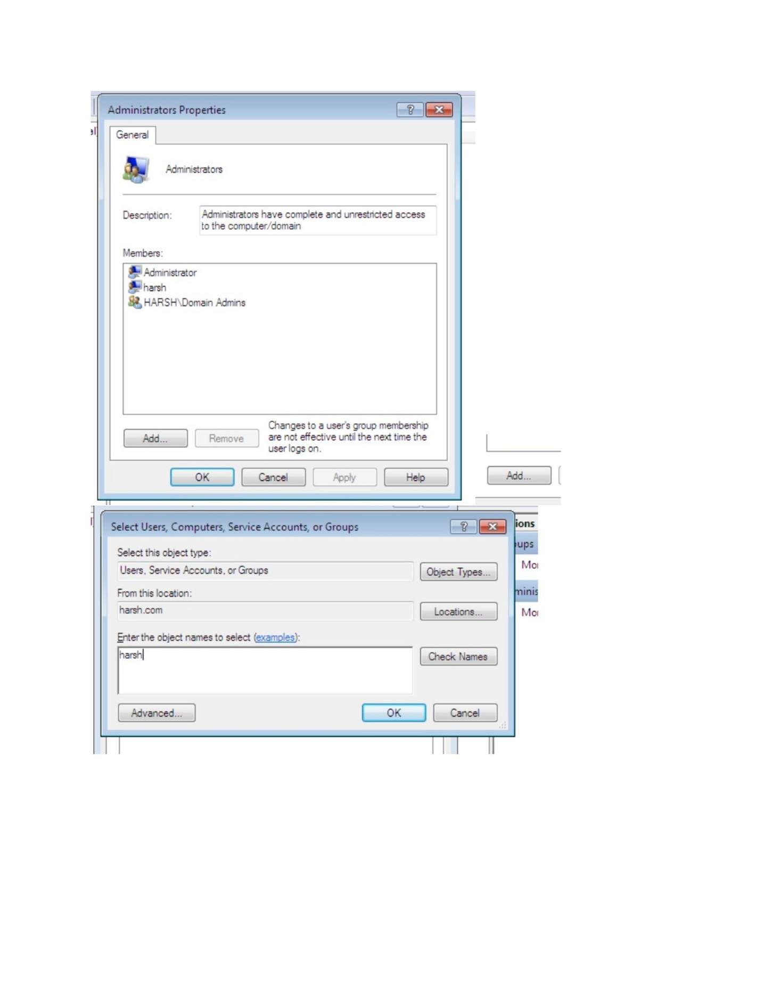 Administrators Properties
General
Administrators
Description:
Administrators have complete and unrestricted access
to the computer/domain
Members:
Administrator
harsh
HARSH\Domain Admins
Add...
Remove
Changes to a user's group membership
are not effective until the next time the
user logs on.
OK
Cancel
Apply
Help
Add...
Select Users, Computers, Service Accounts, or Groups
Select this object type:
Users, Service Accounts, or Groups
Object Types...
From this location:
harsh.com
Locations...
Enter the object names to select (examples):
harsh
Check Names
Advanced...
OK
Cancel
ions
Mor
minis
Mor